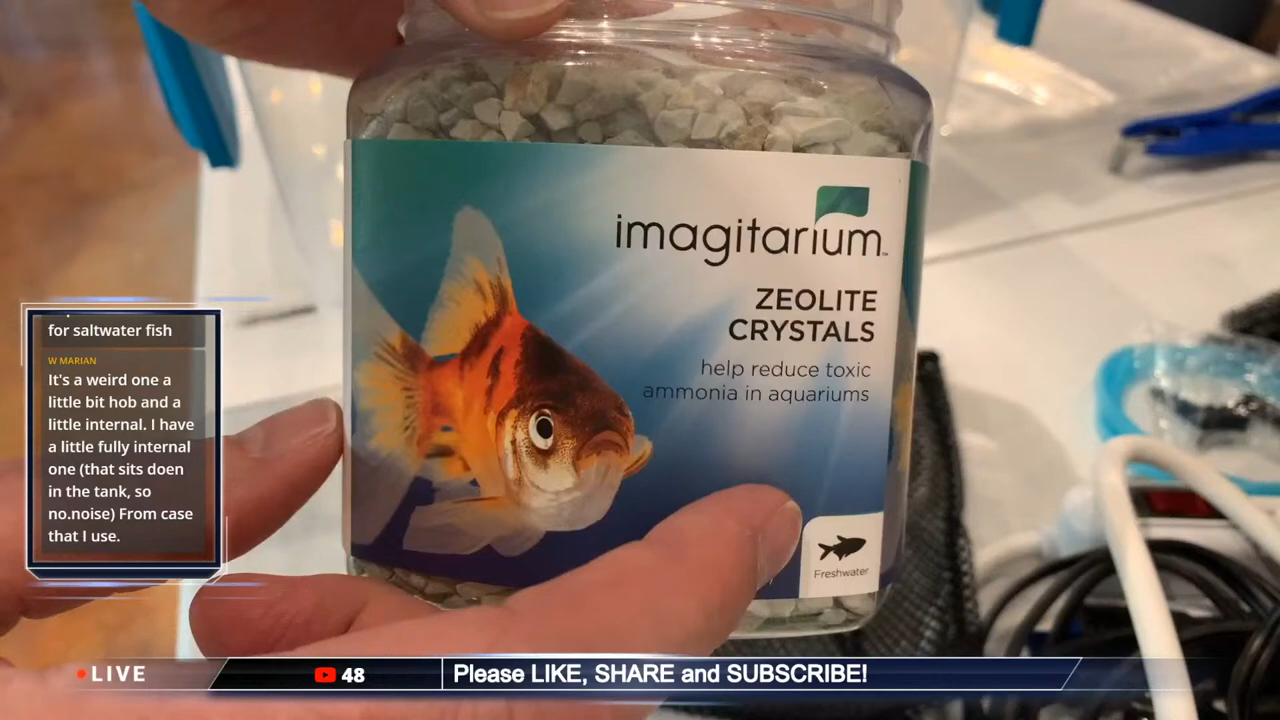 imagitarium
ZEOLITE
CRYSTALS
help reduce toxic
ammonia in aquariums
Freshwater
for saltwater fish
W MARIAN
It's a weird one a
little bit hob and a
little internal. I have
a little fully internal
one (that sits doen
in the tank, so
no.noise) From case
that I use.
LIVE
48
Please LIKE, SHARE and SUBSCRIBE!